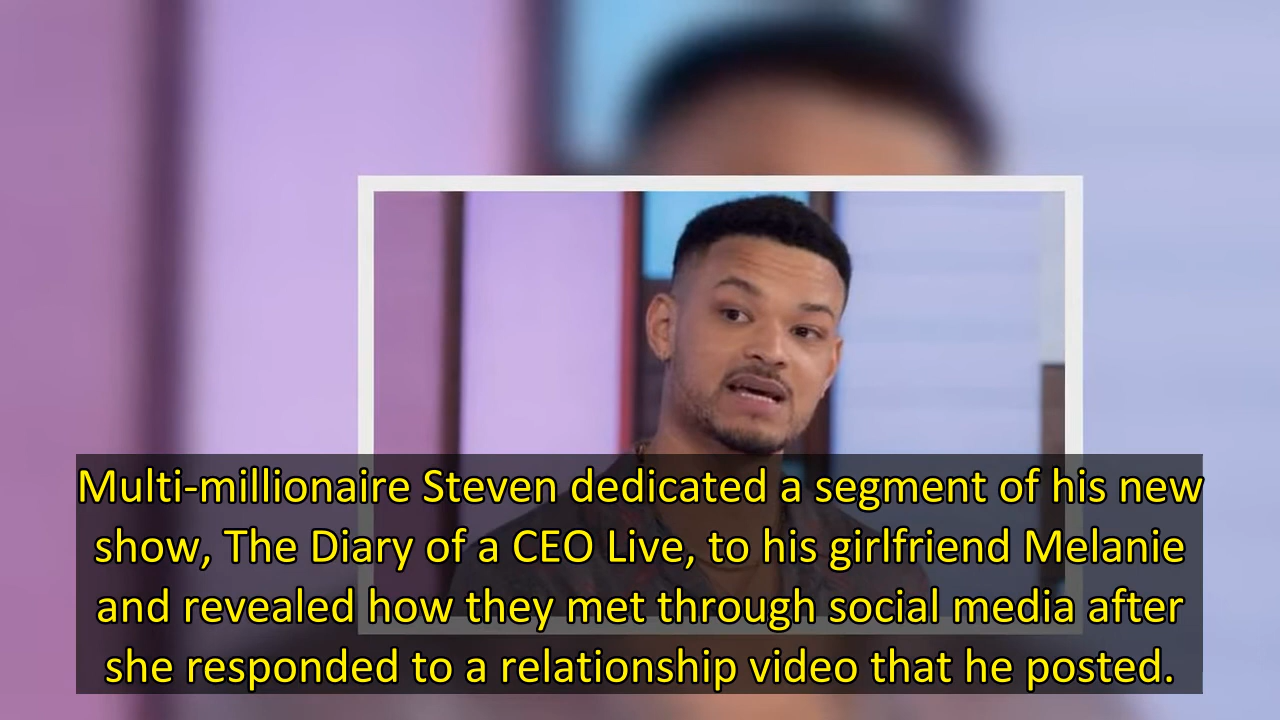 Multi-millionaire Steven dedicated a segment of his new
show, The Diary of a CEO Live, to his girlfriend Melanie
and revealed how they met through social media after
she responded to a relationship video that he posted.